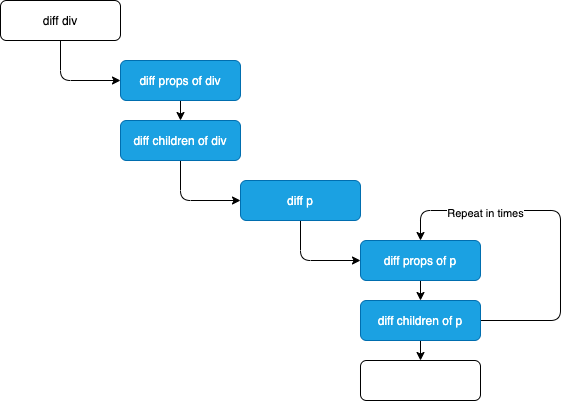 diff div
diff props of div
diff children of div
diff p
Repeat in times
diff props of p
diff children of p